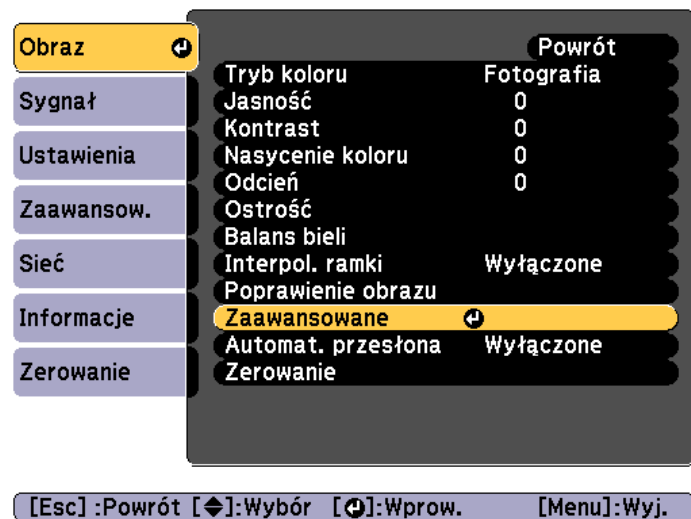 Obraz
Sygnał
Ustawienia
Zaawansow.
Sieć
Informacje
Zerowanie
Powrót
Tryb koloru Fotografia
Jasność 0
Kontrast 0
Nasycenie koloru 0
Odcień 0
Ostrość
Balans bieli
Interpol. ramki Wyłączone
Poprawienie obrazu
Zaawansowane
Automat. przesłona Wyłączone
Zerowanie
[Esc] :Powrót [◆]:Wybór [⏎]:Wprow. [Menu]:Wyj.